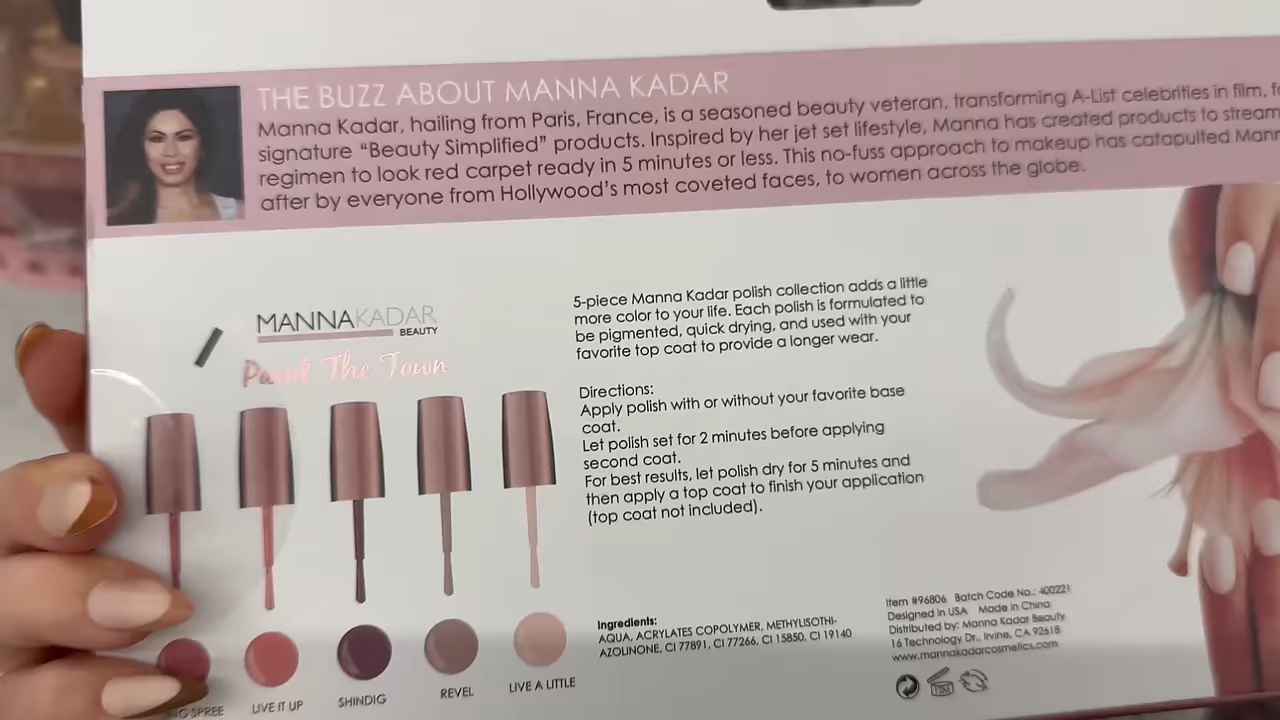 THE BUZZ ABOUT MANNA KADAR
Manna Kadar, hailing from Paris, France, is a seasoned beauty veteran, transforming A-List celebrities in film,
signature “Beauty Simplified” products. Inspired by her jet set lifestyle, Manna has created products to
regimen to look red carpet ready in 5 minutes or less. This no-fuss approach to makeup has catapulted
after by everyone from Hollywood’s most coveted faces, to women across the globe.
MANNAKADAR
BEAUTY
Paint The Town
5-piece Manna Kadar polish collection adds a little
more color to your life. Each polish is formulated to
be pigmented, quick drying, and used with your
favorite top coat to provide a longer wear.
Directions:
Apply polish with or without your favorite base
coat.
Let polish set for 2 minutes before applying
second coat.
For best results, let polish dry for 5 minutes and
then apply a top coat to finish your application
(top coat not included).
Ingredients:
AQUA, ACRYLATES COPOLYMER, METHYLISOTHI-
AZOLINONE, CI 77891, CI 77266, CI 15850, CI 19140
Item #96806 Batch Code No.: 400221
Designed in USA Made in China
Distributed by: Manna Kadar Beauty
16 Technology Dr., Irvine, CA 92618
www.mannakadarcosmetics.com
SPREE
LIVE IT UP
SHINDIG
REVEL
LIVE A LITTLE